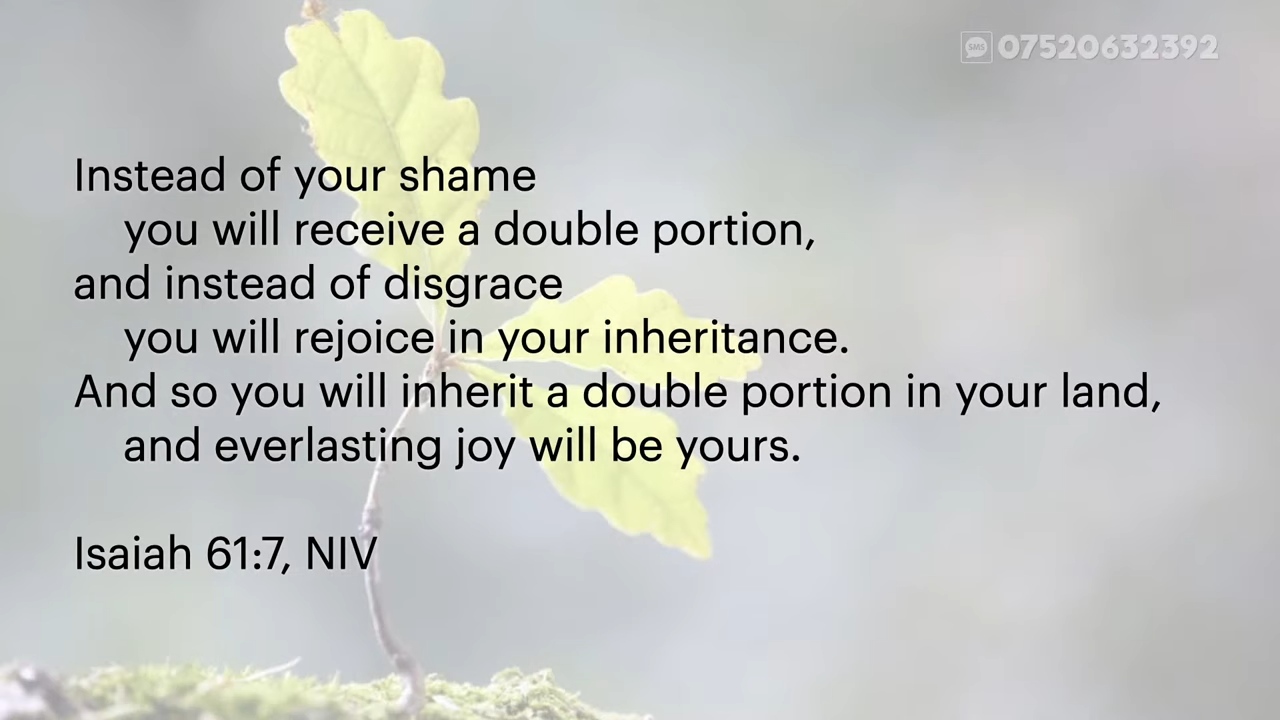 SMS 07520632392
Instead of your shame
you will receive a double portion,
and instead of disgrace
you will rejoice in your inheritance.
And so you will inherit a double portion in your land,
and everlasting joy will be yours.
Isaiah 61:7, NIV